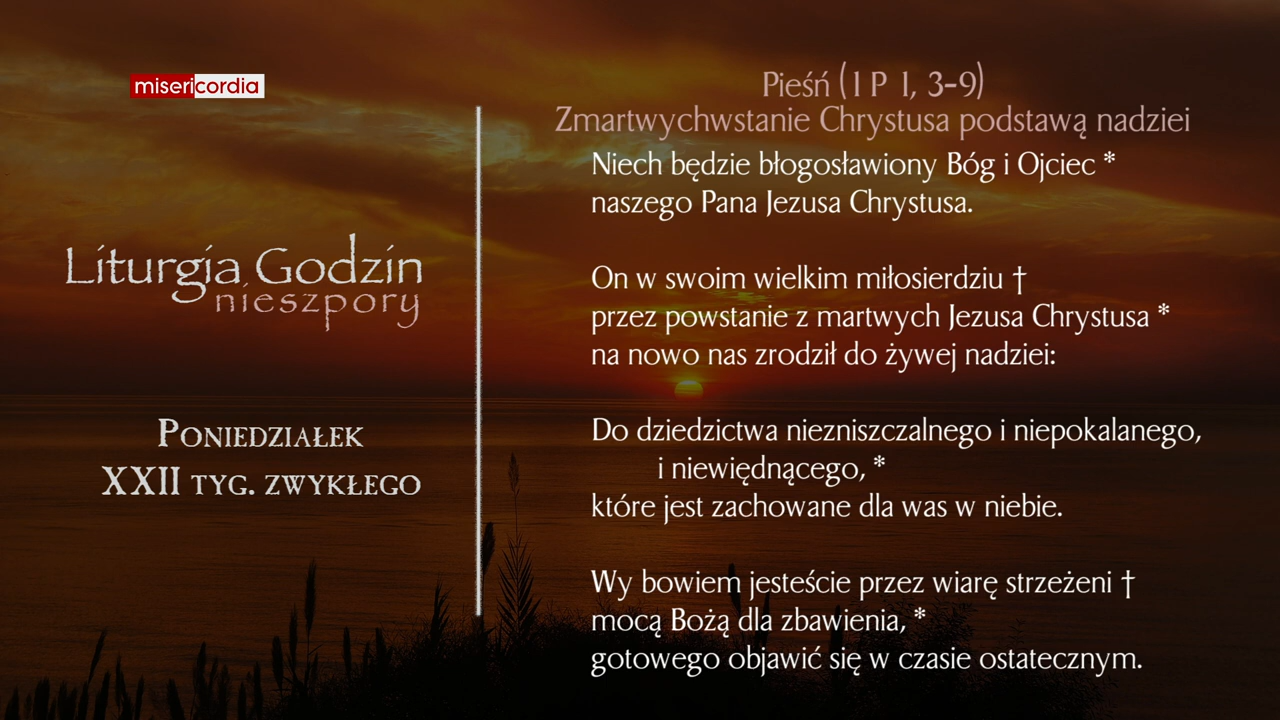 misericordia
Liturgia Godzin
nieszpory
Poniedziałek
XXII tyg. zwykłego
Pieśń (1 P 1, 3-9)
Zmartwychwstanie Chrystusa podstawą nadziei
Niech będzie błogosławiony Bóg i Ojciec *
naszego Pana Jezusa Chrystusa.
On w swoim wielkim miłosierdziu †
przez powstanie z martwych Jezusa Chrystusa *
na nowo nas zrodził do żywej nadziei:
Do dziedzictwa niezniszczalnego i niepokalanego,
i niewiędnącego, *
które jest zachowane dla was w niebie.
Wy bowiem jesteście przez wiarę strzeżeni †
mocą Bożą dla zbawienia, *
gotowego objawić się w czasie ostatecznym.